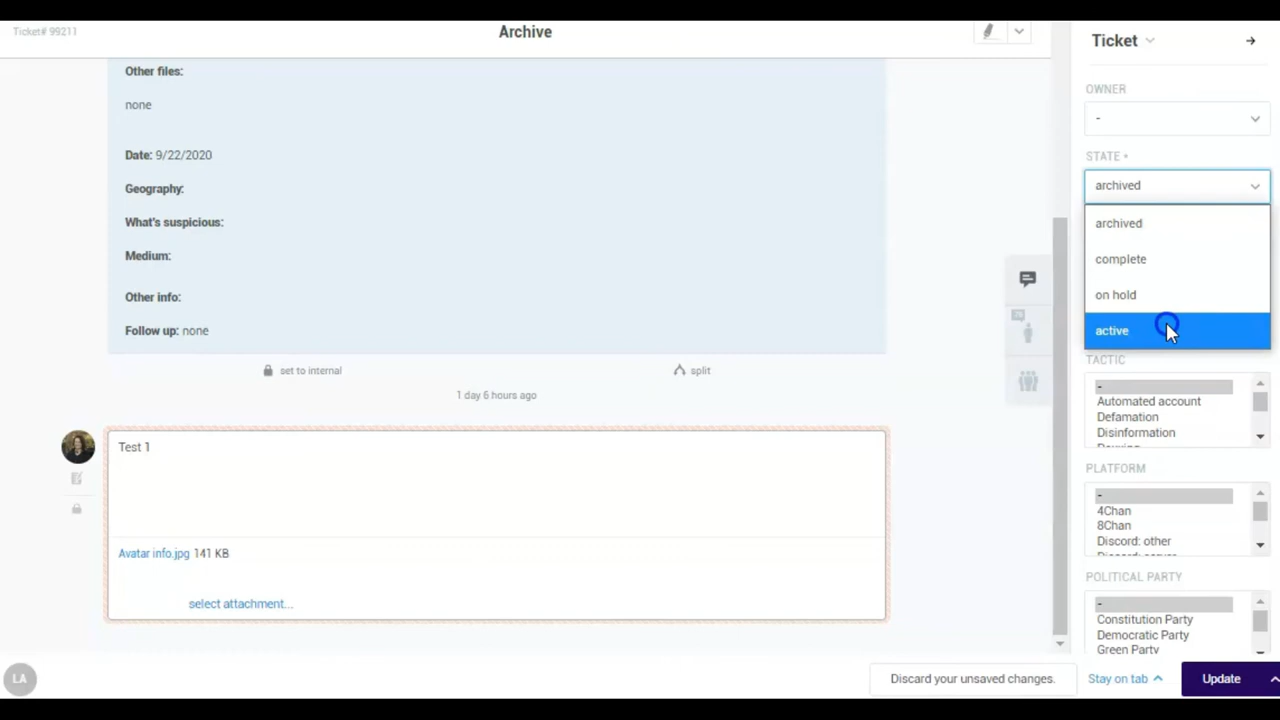 Ticket# 99211
Archive
Other files:
none
Date: 9/22/2020
Geography:
What's suspicious:
Medium:
Other info:
Follow up: none
set to internal
split
1 day 6 hours ago
Test 1
Avatar info.jpg 141 KB
select attachment...
LA
Discard your unsaved changes.
Stay on tab
Update
Ticket
OWNER
-
STATE *
archived
archived
complete
on hold
active
TACTIC
-
Automated account
Defamation
Disinformation
PLATFORM
-
4Chan
8Chan
Discord: other
POLITICAL PARTY
-
Constitution Party
Democratic Party
Green Party